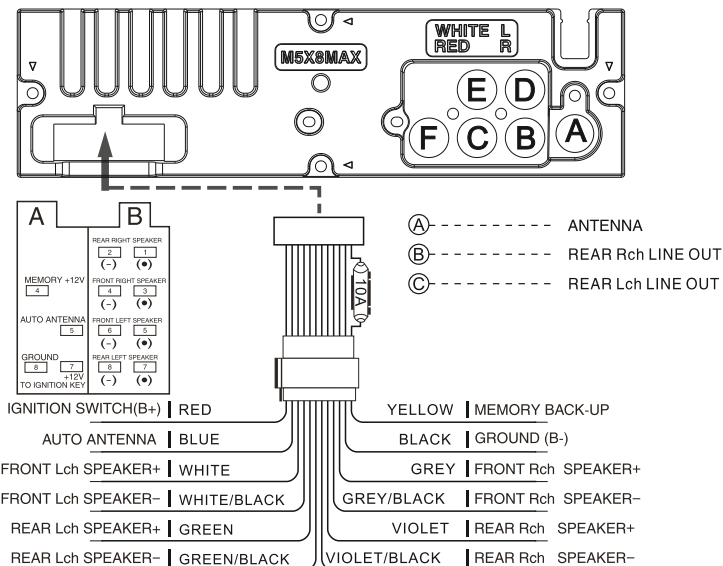 WHITE L
RED R
M5X8MAX
E D
F C B A
A B
REAR RIGHT SPEAKER
2 1
(-) (•)
MEMORY +12V FRONT RIGHT SPEAKER
4 4 3
(-) (•)
AUTO ANTENNA FRONT LEFT SPEAKER
5 6 5
(-) (•)
GROUND REAR LEFT SPEAKER
8 7 8 7
+12V (-) (•)
TO IGNITION KEY
10A
A ANTENNA
B REAR Rch LINE OUT
C REAR Lch LINE OUT
IGNITION SWITCH(B+) RED YELLOW MEMORY BACK-UP
AUTO ANTENNA BLUE BLACK GROUND (B-)
FRONT Lch SPEAKER+ WHITE GREY FRONT Rch SPEAKER+
FRONT Lch SPEAKER– WHITE/BLACK GREY/BLACK FRONT Rch SPEAKER–
REAR Lch SPEAKER+ GREEN VIOLET REAR Rch SPEAKER+
REAR Lch SPEAKER– GREEN/BLACK VIOLET/BLACK REAR Rch SPEAKER–